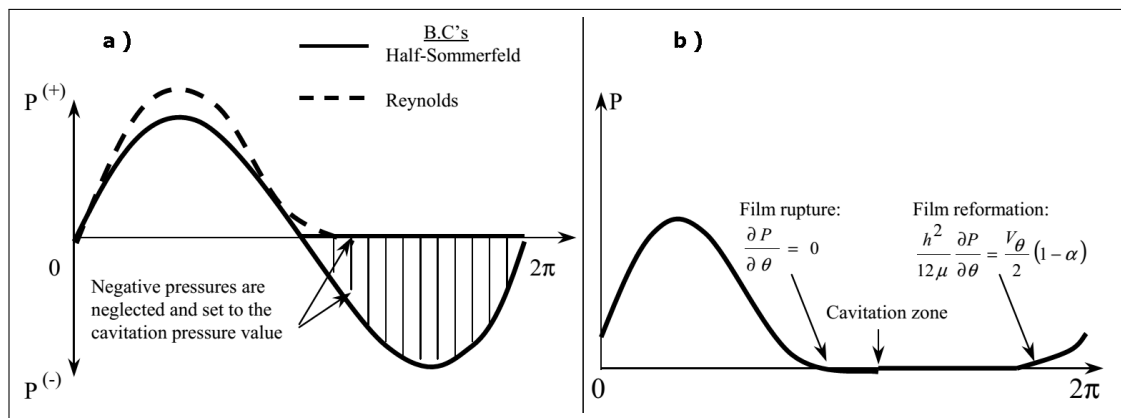 a )
B.C's
Half-Sommerfeld
Reynolds
P(+)
0
2π
Negative pressures are
neglected and set to the
cavitation pressure value
P(-)
b )
P
Film rupture:
∂P/∂θ = 0
Film reformation:
h²/12μ ∂P/∂θ = Vθ/2 (1-α)
Cavitation zone
0
2π